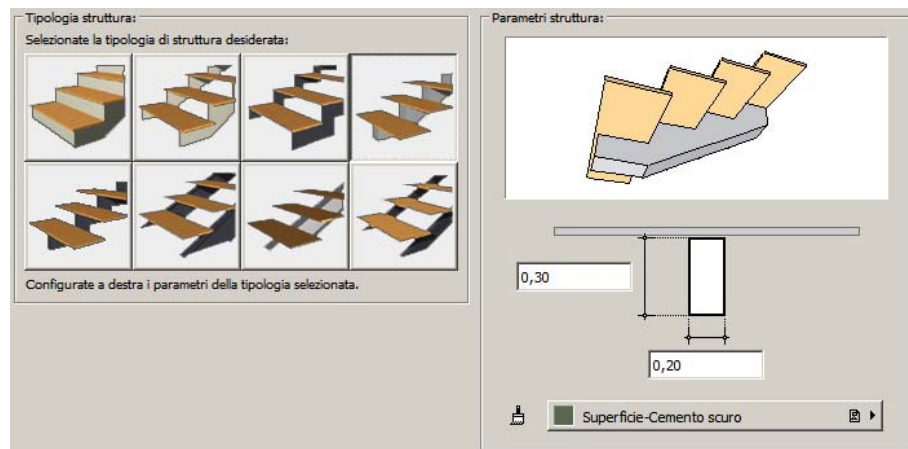 Tipologia struttura:
Selezionate la tipologia di struttura desiderata:
Configurate a destra i parametri della tipologia selezionata.
Parametri struttura:
0,30
0,20
Superficie-Cemento scuro